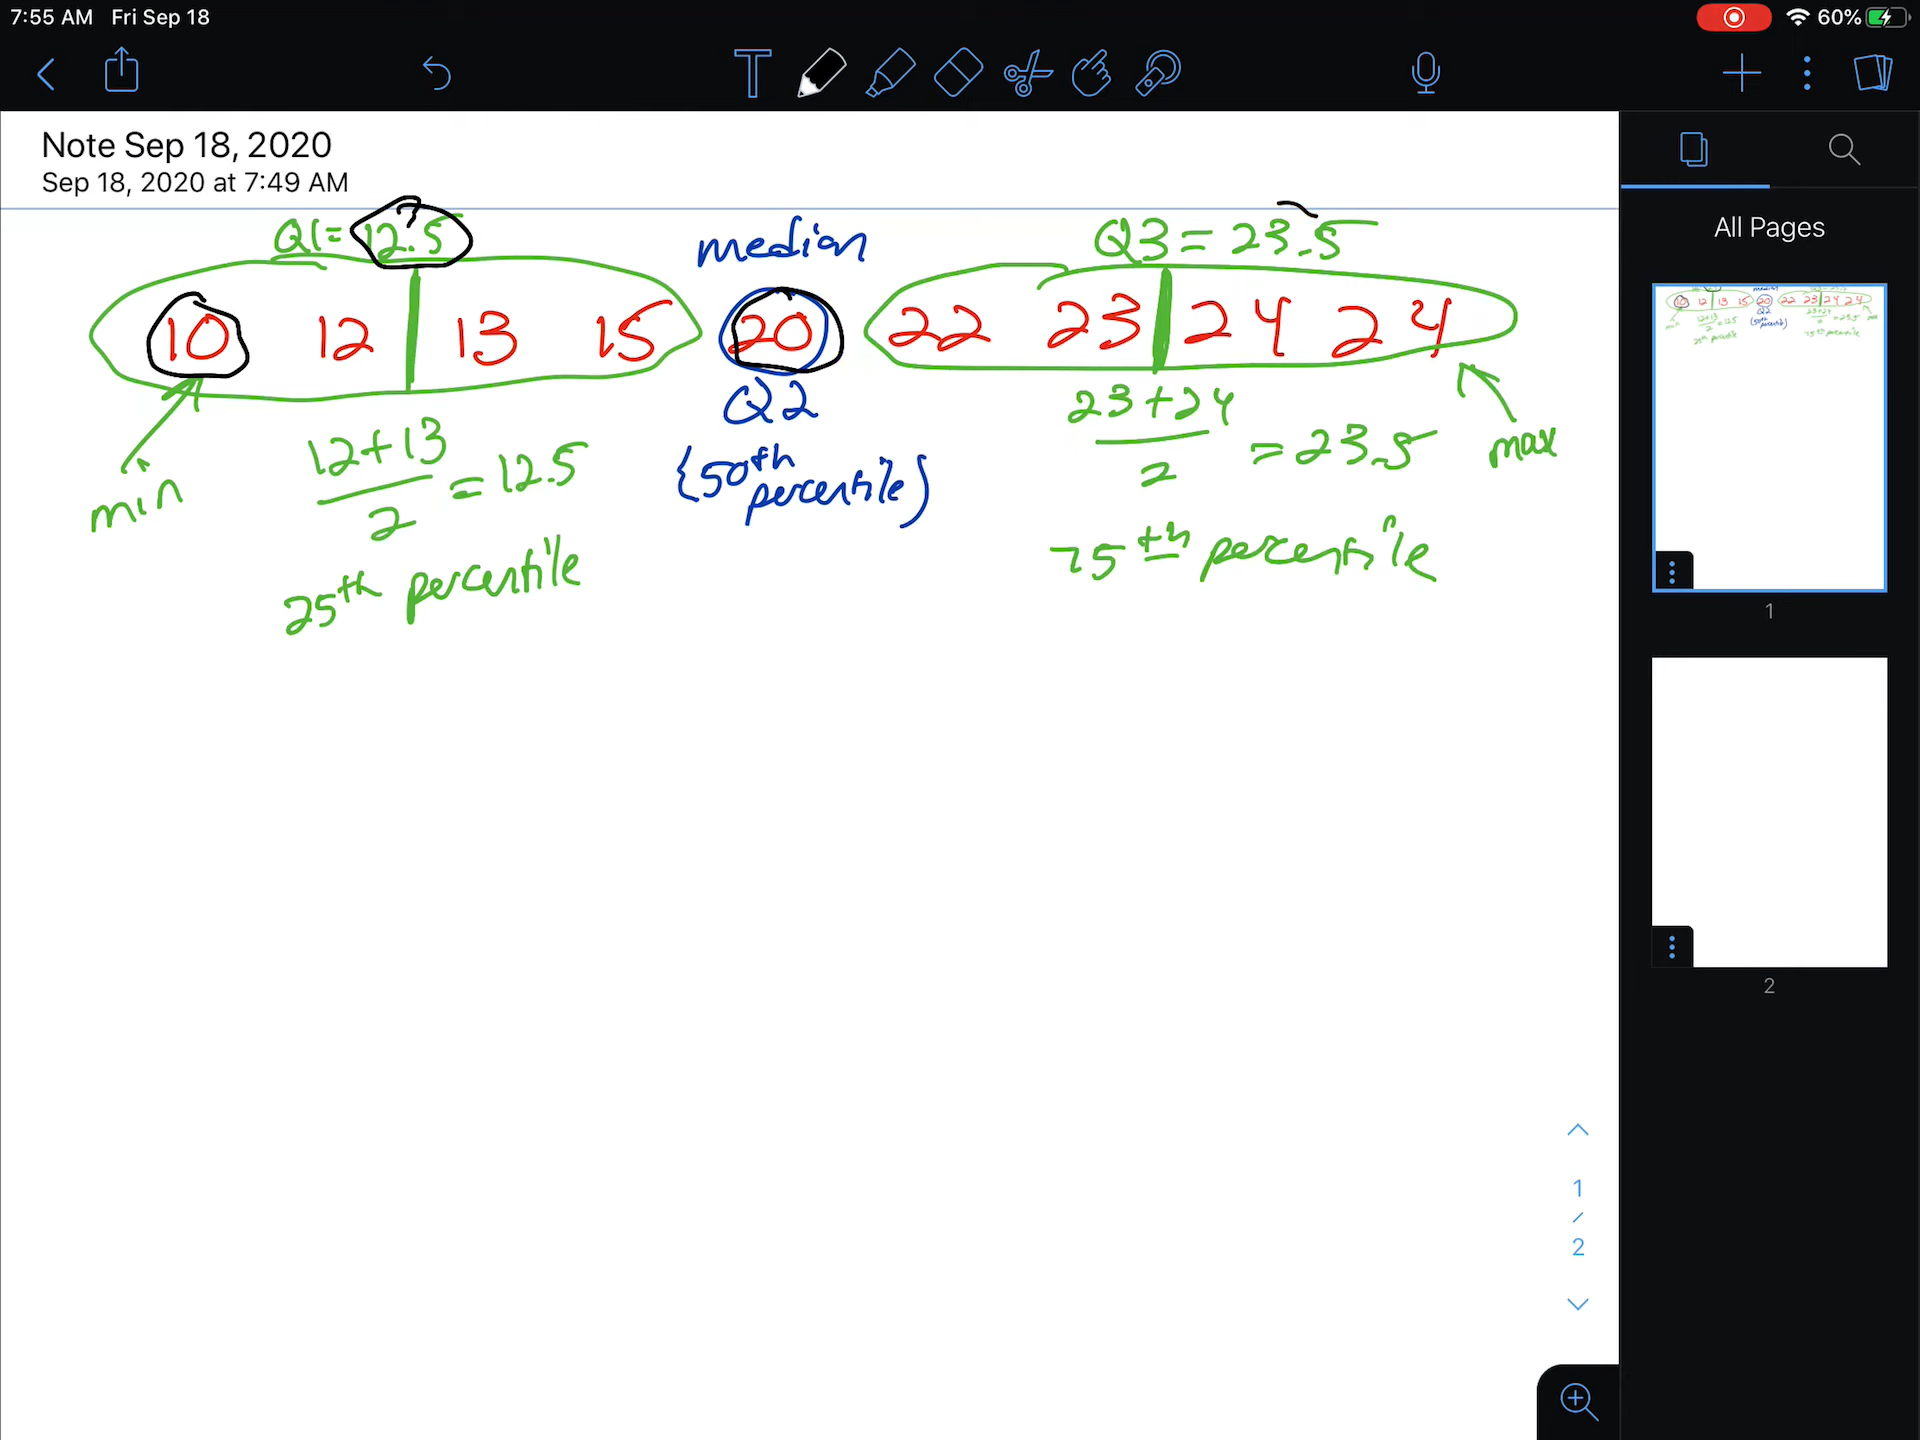 7:55 AM Fri Sep 18
60%
T
Note Sep 18, 2020
Sep 18, 2020 at 7:49 AM
All Pages
Q1= 12.5
median
Q3 = 23.5
10 12 13 15 20 22 23 24 24
Q2
min
12+13
2
= 12.5
(50th
percentile)
23+24
2
= 23.5
max
25th percentile
75th percentile
1
2
1
/
2